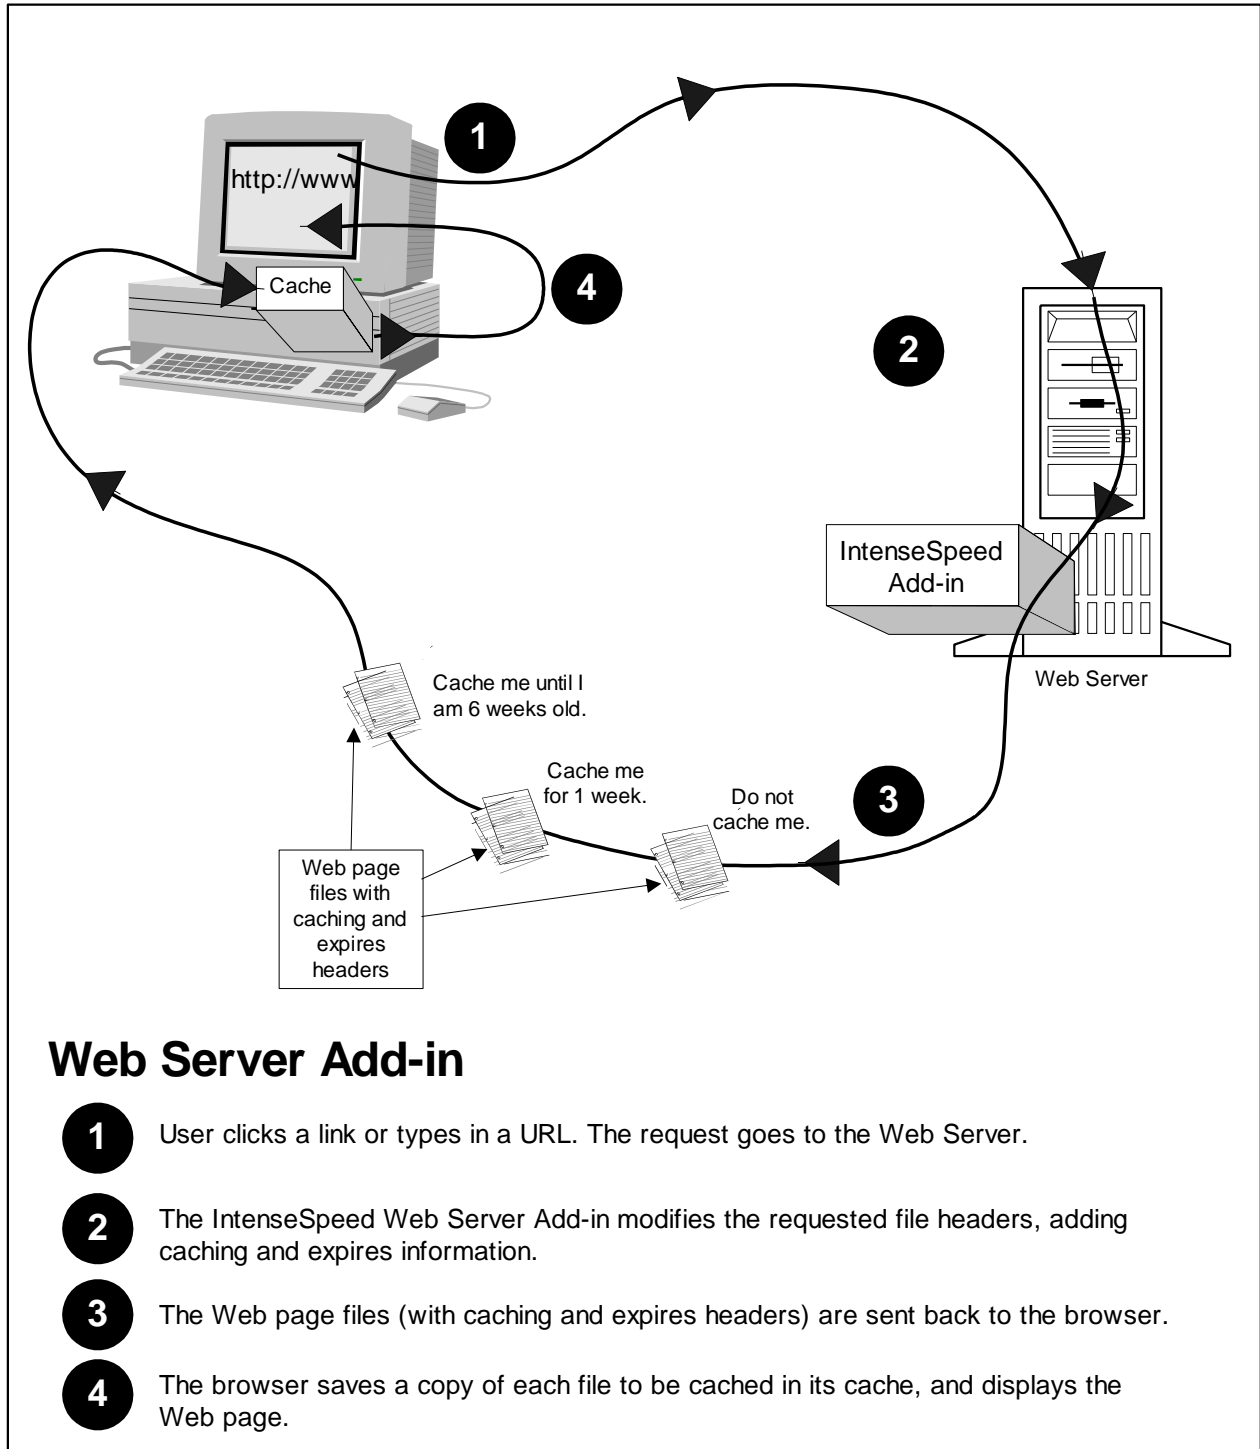 1
http://www
Cache
4
2
IntenseSpeed
Add-in
Web Server
Cache me until I
am 6 weeks old.
Cache me
for 1 week.
Do not
cache me.
3
Web page
files with
caching and
expires
headers
Web Server Add-in
1
User clicks a link or types in a URL. The request goes to the Web Server.
2
The IntenseSpeed Web Server Add-in modifies the requested file headers, adding
caching and expires information.
3
The Web page files (with caching and expires headers) are sent back to the browser.
4
The browser saves a copy of each file to be cached in its cache, and displays the
Web page.